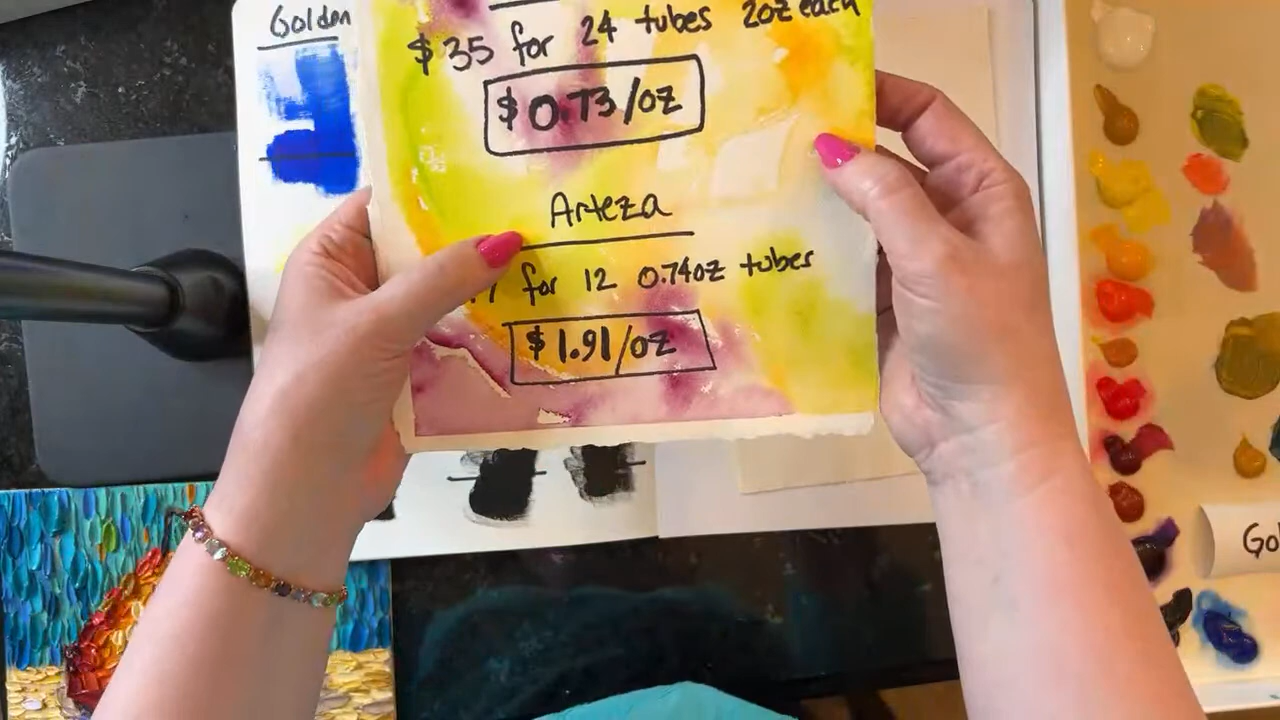 Golden
$35 for 24 tubes 2oz each
$0.73/oz
Arteza
for 12 0.74oz tubes
$1.91/oz
Go